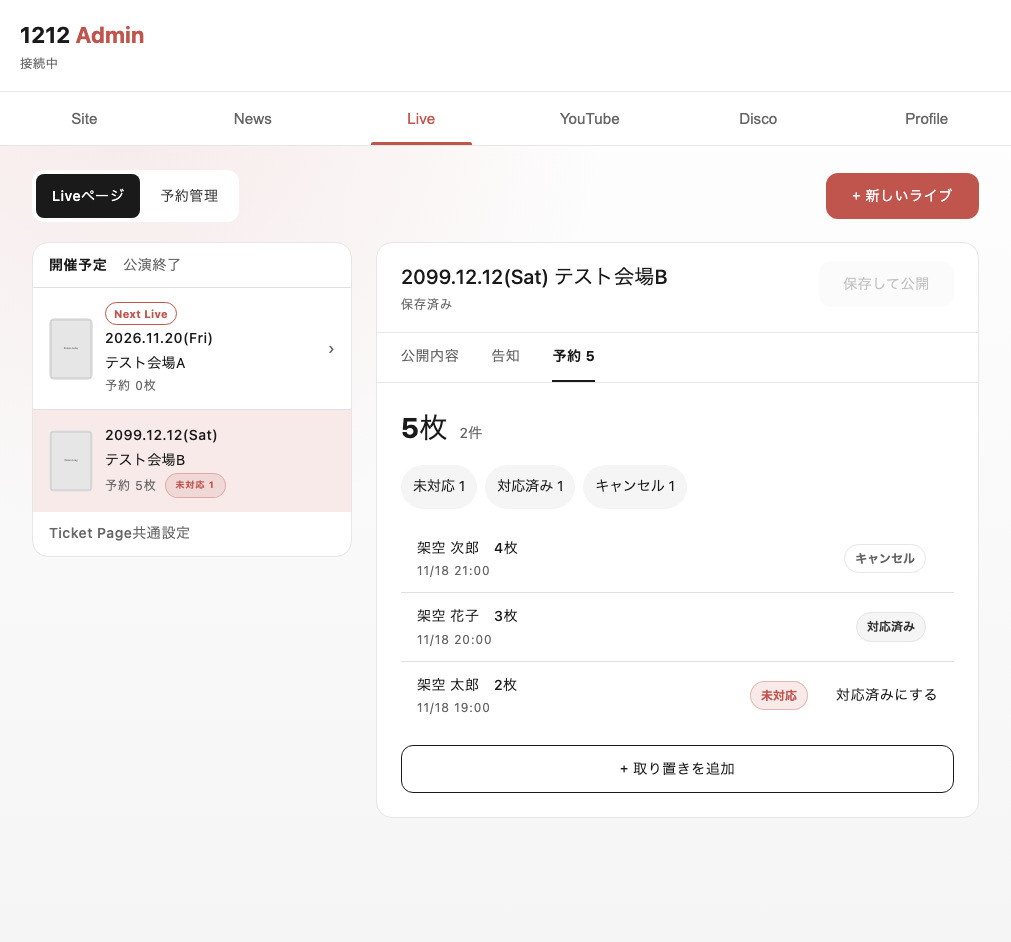 1212 Admin
接続中
Site News Live YouTube Disco Profile
Liveページ 予約管理 + 新しいライブ
開催予定 公演終了
Next Live
2026.11.20(Fri)
テスト会場A
予約 0枚
›
2099.12.12(Sat)
テスト会場B
予約 5枚 未対応 1
Ticket Page共通設定
2099.12.12(Sat) テスト会場B
保存済み
保存して公開
公開内容 告知 予約 5
5枚 2件
未対応 1 対応済み 1 キャンセル 1
架空 次郎 4枚
11/18 21:00
キャンセル
架空 花子 3枚
11/18 20:00
対応済み
架空 太郎 2枚
11/18 19:00
未対応 対応済みにする
+ 取り置きを追加